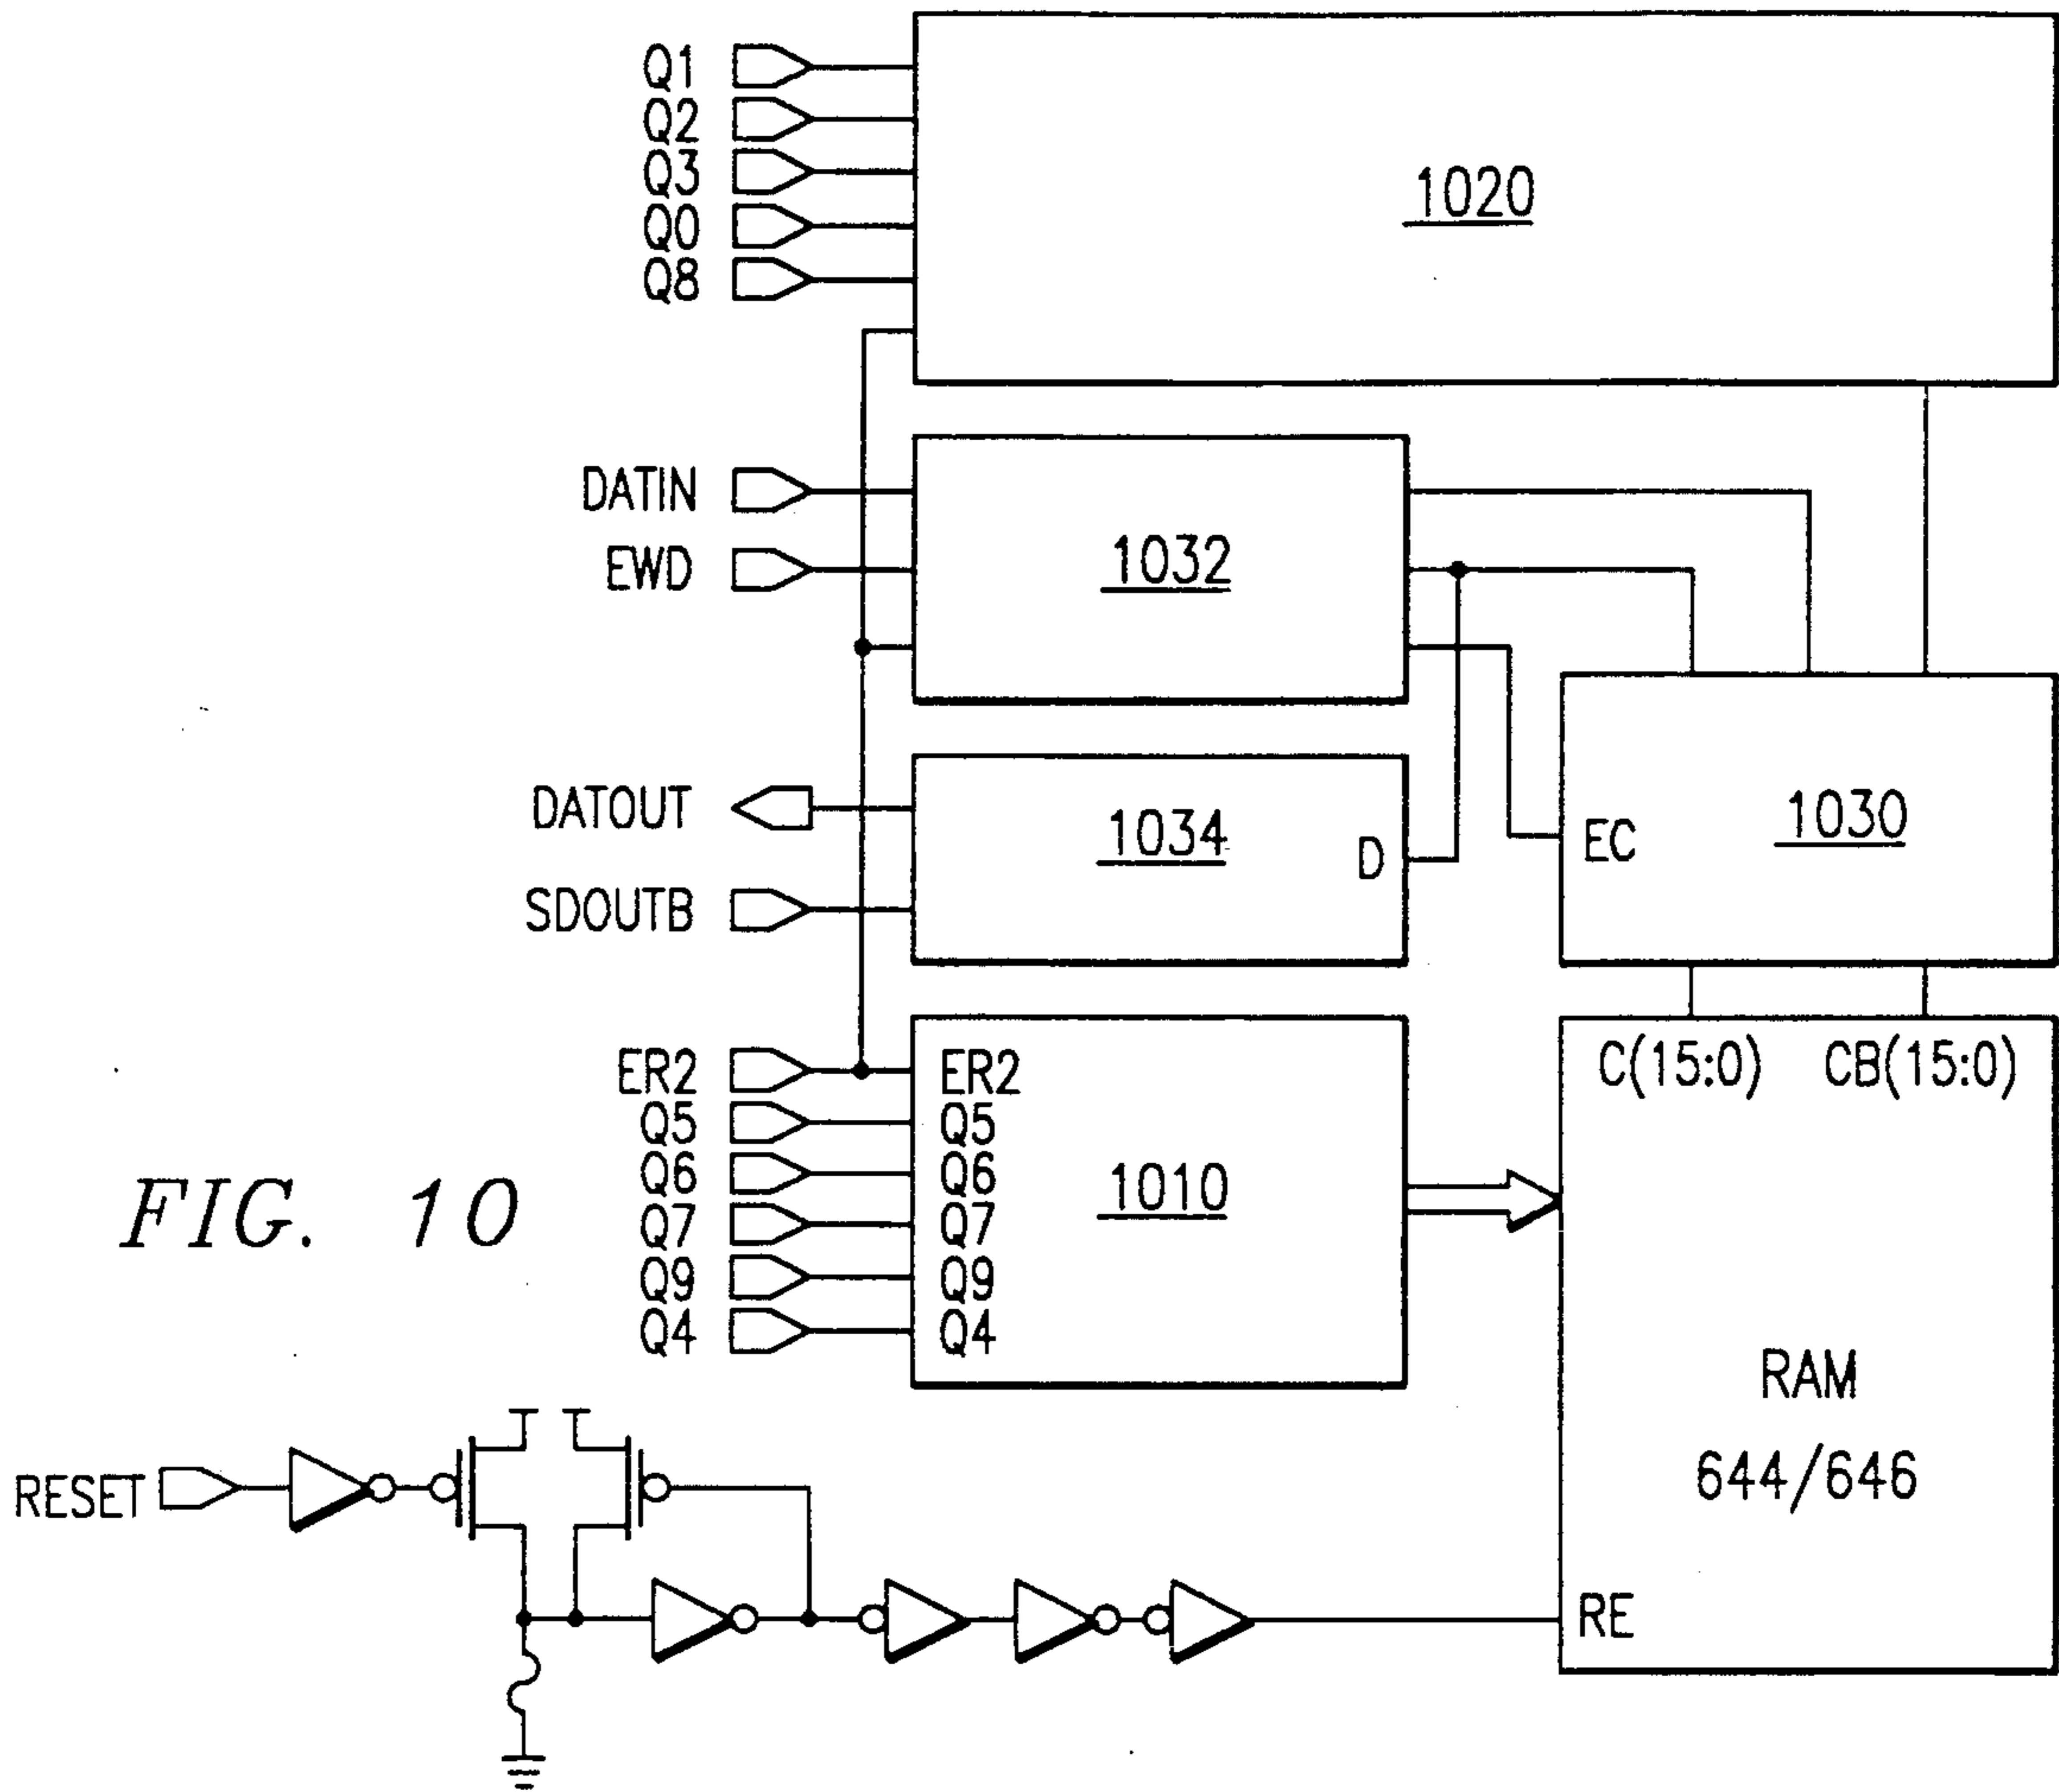 Q1
Q2
Q3
Q0
Q8
1020
DATIN
EWD
1032
DATOUT
SDOUTB
1034
D
EC
1030
ER2
Q5
Q6
Q7
Q9
Q4
ER2
Q5
Q6
Q7
Q9
Q4
1010
C(15:0) CB(15:0)
RAM
644/646
RE
RESET
FIG. 10